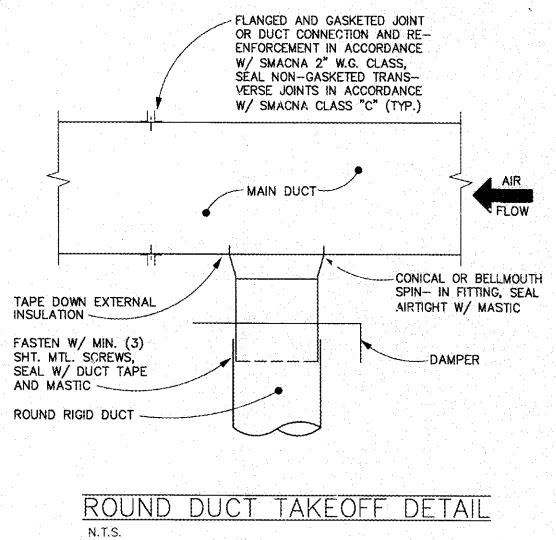 FLANGED AND GASKETED JOINT
OR DUCT CONNECTION AND RE-
ENFORCEMENT IN ACCORDANCE
W/ SMACNA 2" W.G. CLASS,
SEAL NON-GASKETED TRANS-
VERSE JOINTS IN ACCORDANCE
W/ SMACNA CLASS "C" (TYP.)
MAIN DUCT
AIR
FLOW
CONICAL OR BELLMOUTH
SPIN- IN FITTING, SEAL
AIRTIGHT W/ MASTIC
TAPE DOWN EXTERNAL
INSULATION
FASTEN W/ MIN. (3)
SHT. MTL. SCREWS,
SEAL W/ DUCT TAPE
AND MASTIC
DAMPER
ROUND RIGID DUCT
ROUND DUCT TAKEOFF DETAIL
N.T.S.